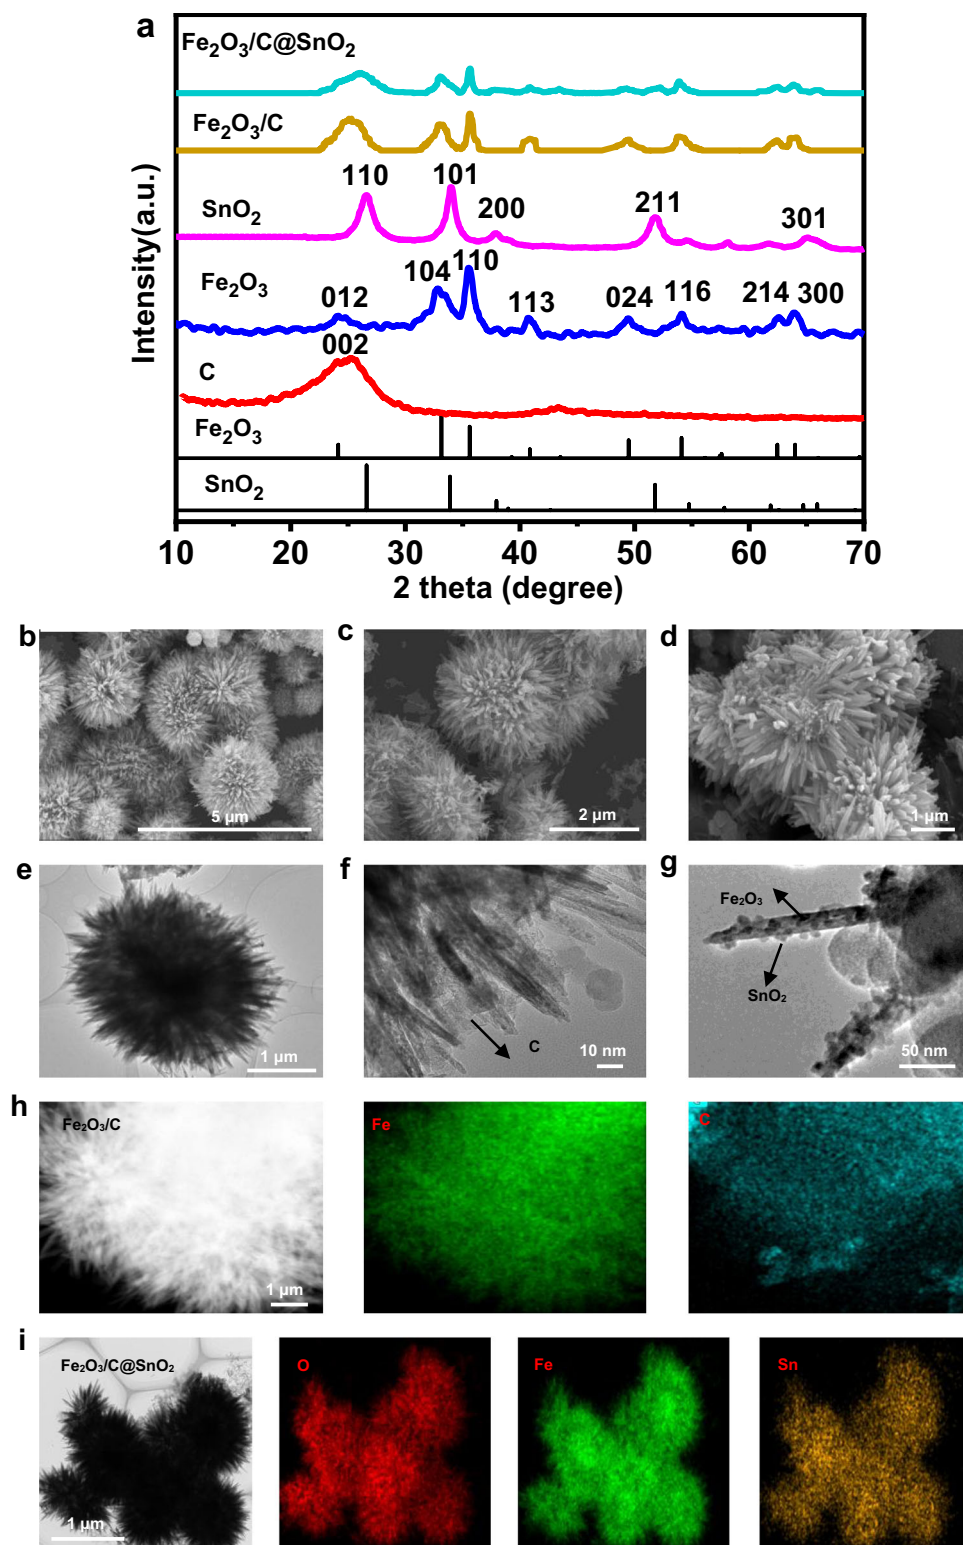 a
Fe₂O₃/C@SnO₂
Fe₂O₃/C
110
101
200
211
301
SnO₂
012
104
110
113
024
116
214
300
Fe₂O₃
002
C
Fe₂O₃
SnO₂
Intensity(a.u.)
10 20 30 40 50 60 70
2 theta (degree)
b
5 µm
c
2 µm
d
1 µm
e
1 µm
f
C
10 nm
g
Fe₂O₃
SnO₂
50 nm
h
Fe₂O₃/C
1 µm
Fe
C
i
Fe₂O₃/C@SnO₂
1 µm
O
Fe
Sn